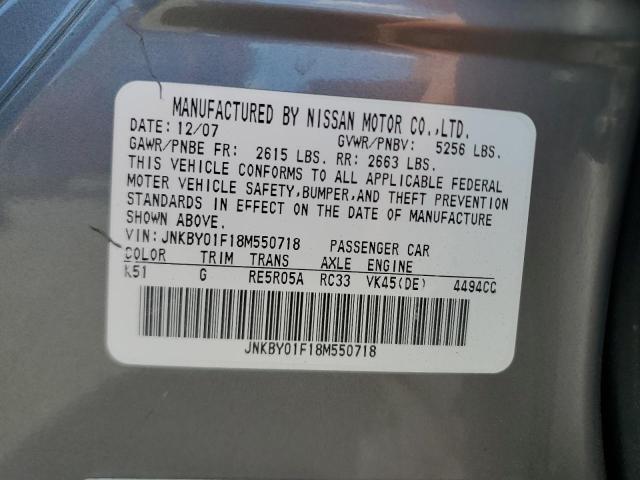 MANUFACTURED BY NISSAN MOTOR CO.,LTD.
DATE: 12/07 GVWR/PNBV: 5256 LBS.
GAWR/PNBE FR: 2615 LBS. RR: 2663 LBS.
THIS VEHICLE CONFORMS TO ALL APPLICABLE FEDERAL
MOTER VEHICLE SAFETY,BUMPER,AND THEFT PREVENTION
STANDARDS IN EFFECT ON THE DATE OF MANUFACTURE
SHOWN ABOVE.
VIN: JNKBY01F18M550718 PASSENGER CAR
COLOR TRIM TRANS AXLE ENGINE
K51 G RE5R05A RC33 VK45(DE) 4494CC
JNKBY01F18M550718